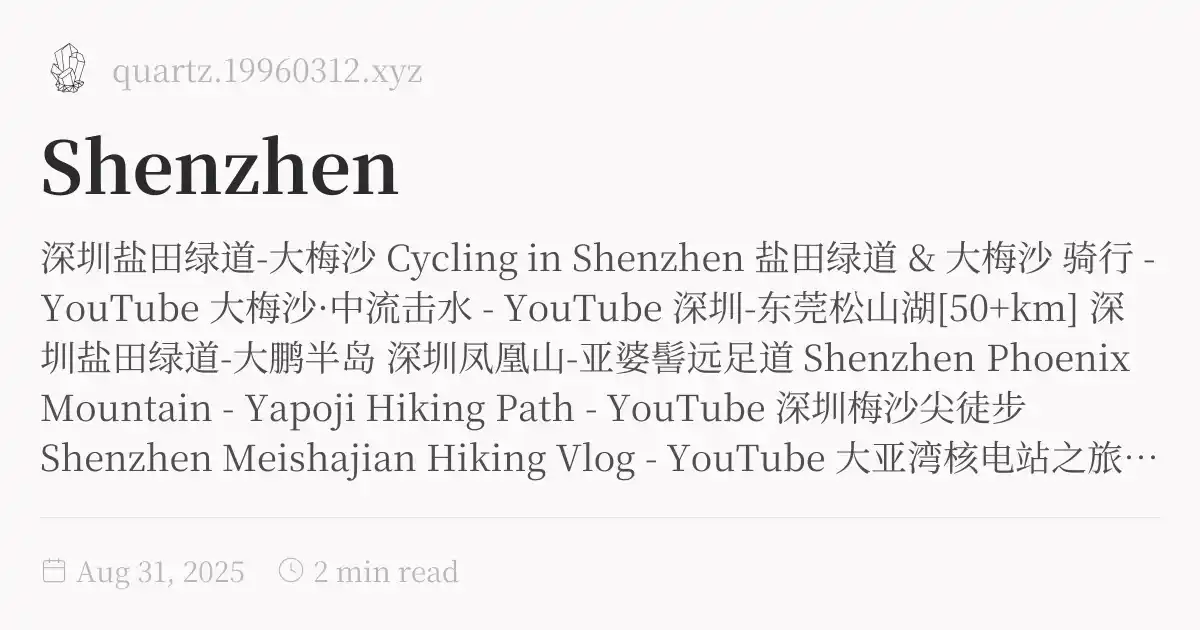 quartz.19960312.xyz
Shenzhen
深圳盐田绿道-大梅沙 Cycling in Shenzhen 盐田绿道 & 大梅沙 骑行 -
YouTube 大梅沙·中流击水 - YouTube 深圳-东莞松山湖[50+km] 深
圳盐田绿道-大鹏半岛 深圳凤凰山-亚婆髻远足道 Shenzhen Phoenix
Mountain - Yapoji Hiking Path - YouTube 深圳梅沙尖徒步
Shenzhen Meishajian Hiking Vlog - YouTube 大亚湾核电站之旅…
Aug 31, 2025 2 min read